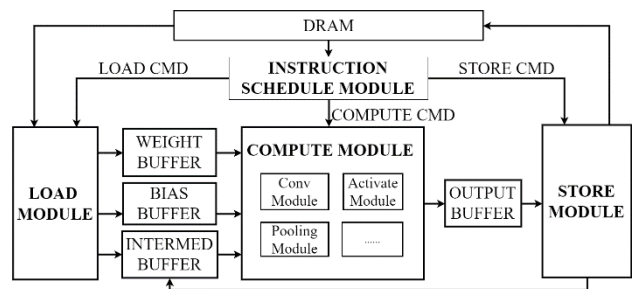 DRAM
LOAD CMD
INSTRUCTION
SCHEDULE MODULE
STORE CMD
COMPUTE CMD
LOAD
MODULE
WEIGHT
BUFFER
BIAS
BUFFER
INTERMED
BUFFER
COMPUTE MODULE
Conv
Module
Activate
Module
Pooling
Module
......
OUTPUT
BUFFER
STORE
MODULE